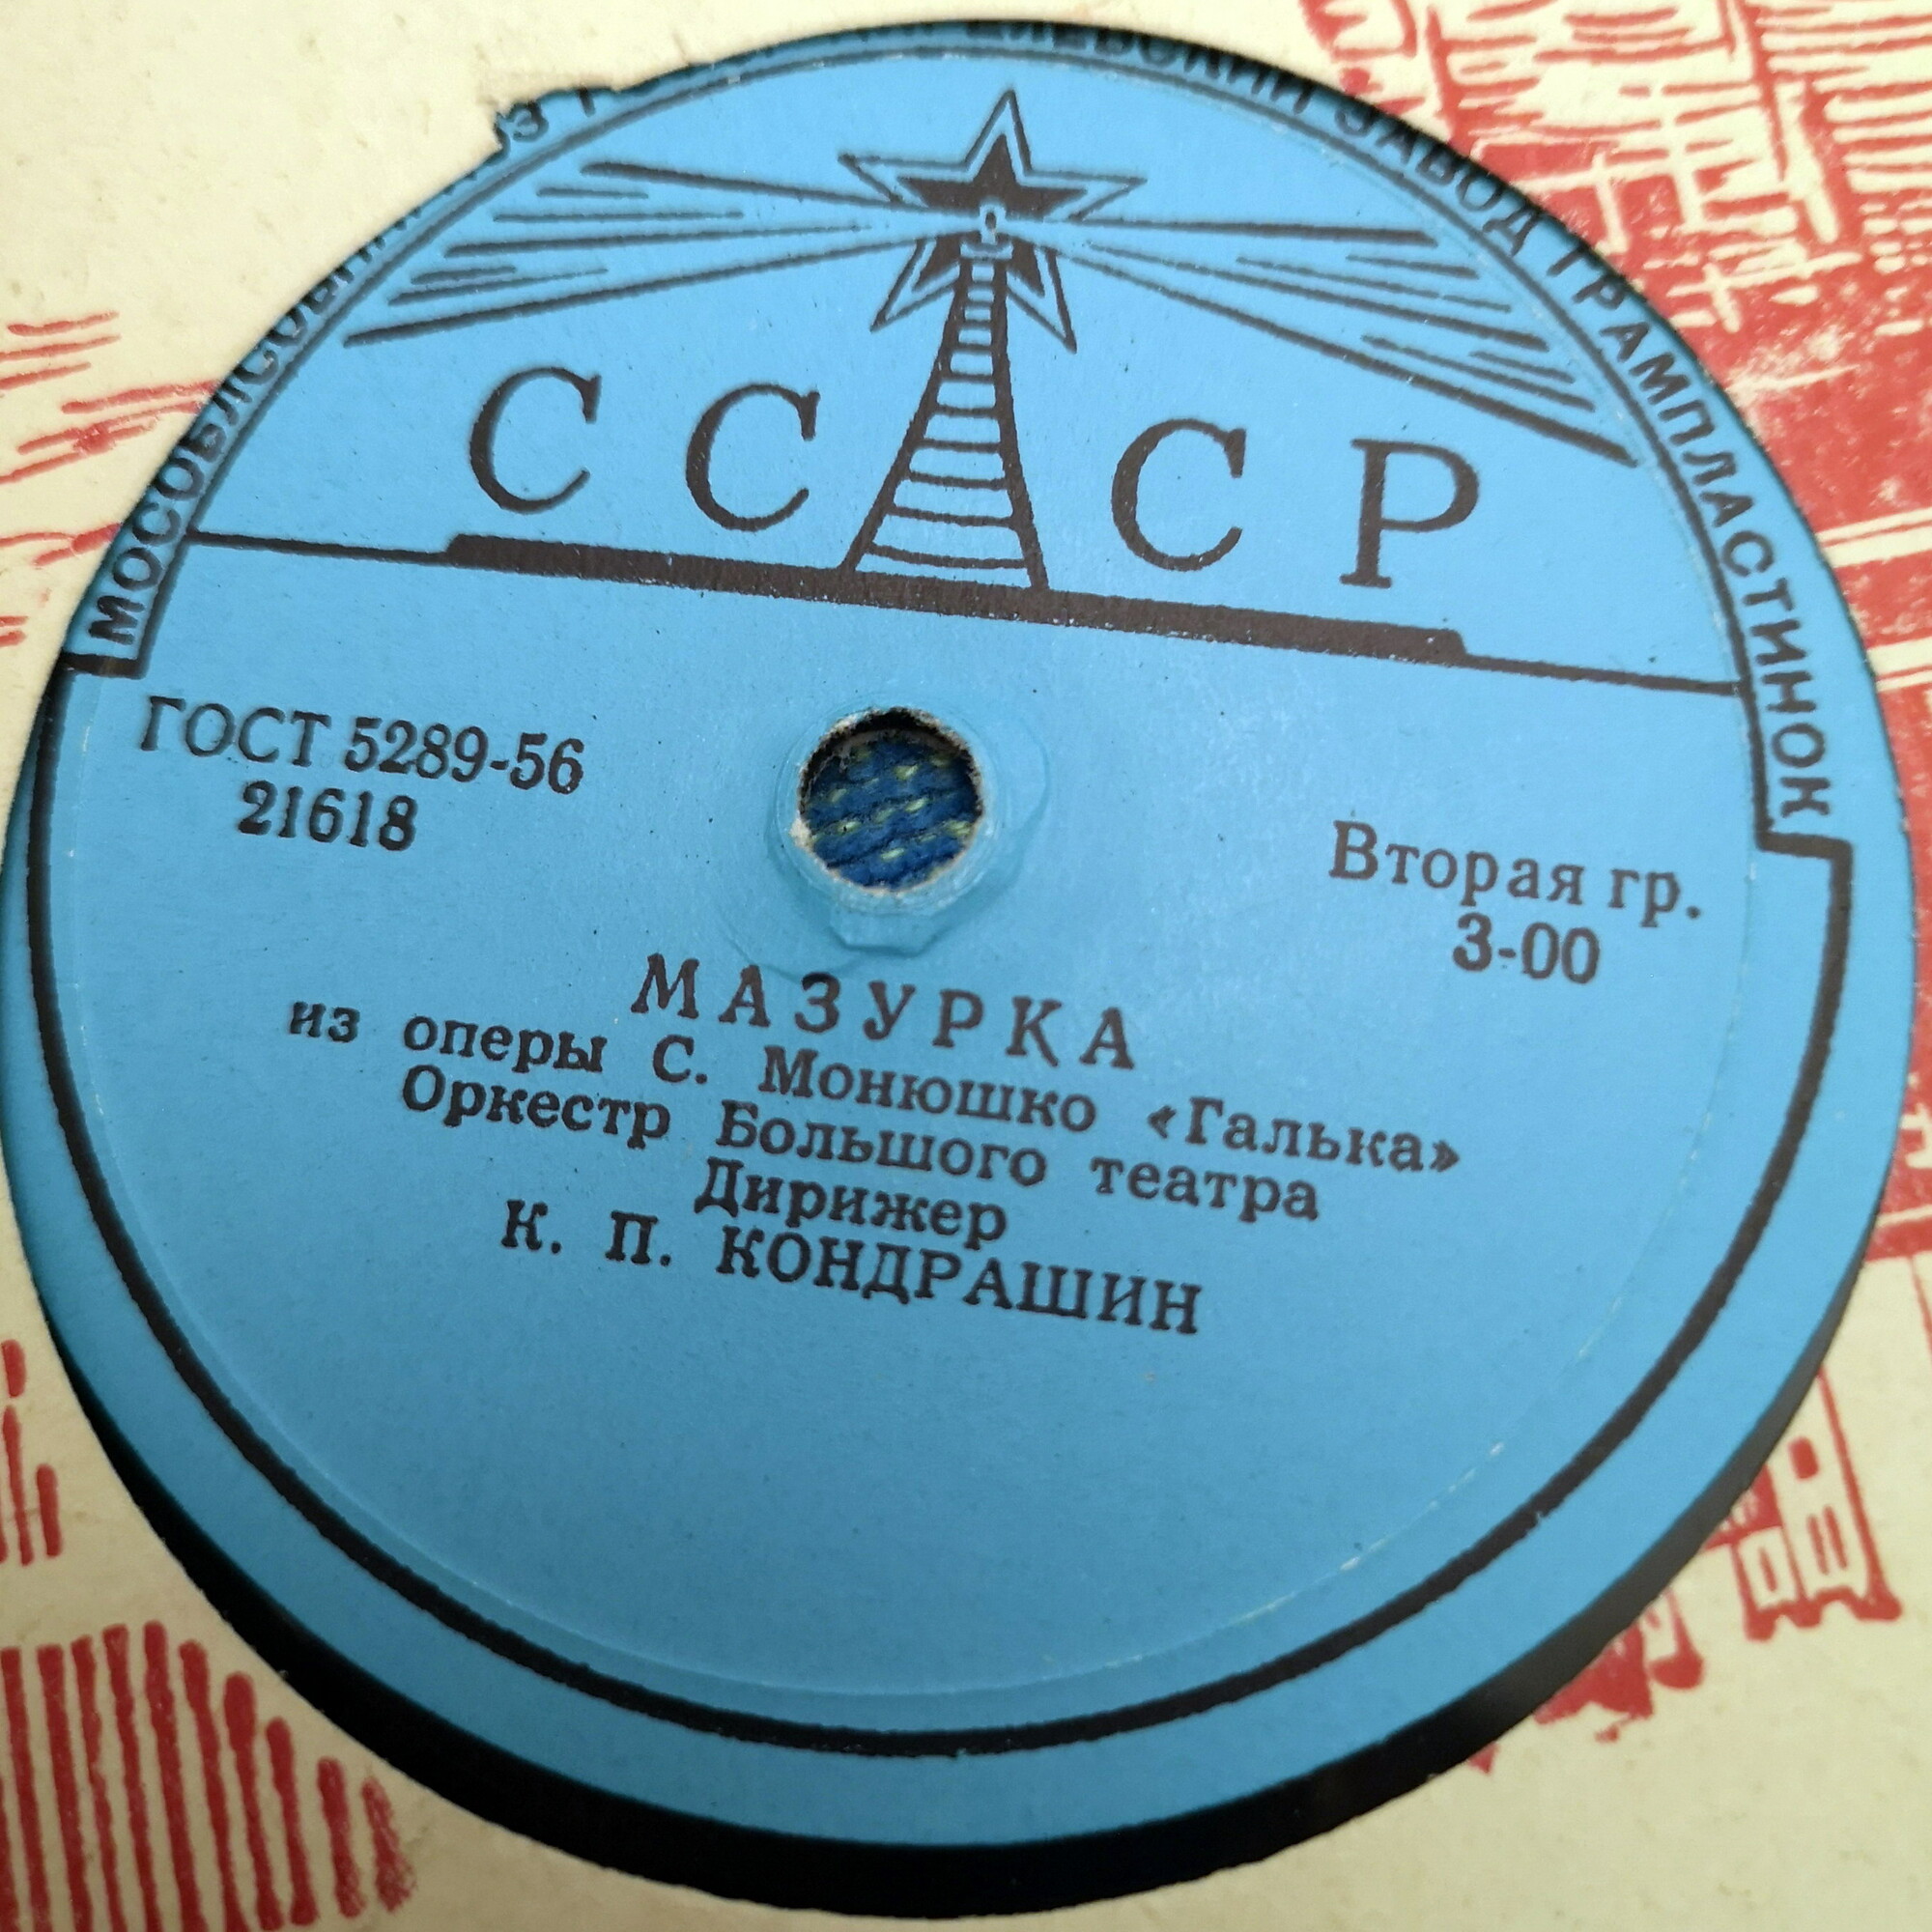 МОСОБЛСОВНАРХОЗ ЗАВОД ГРАМПЛАСТИНОК
СССР
ГОСТ 5289-56
21618
Вторая гр.
3-00
МАЗУРКА
из оперы С. Монюшко «Галька»
Оркестр Большого театра
Дирижер
К. П. КОНДРАШИН